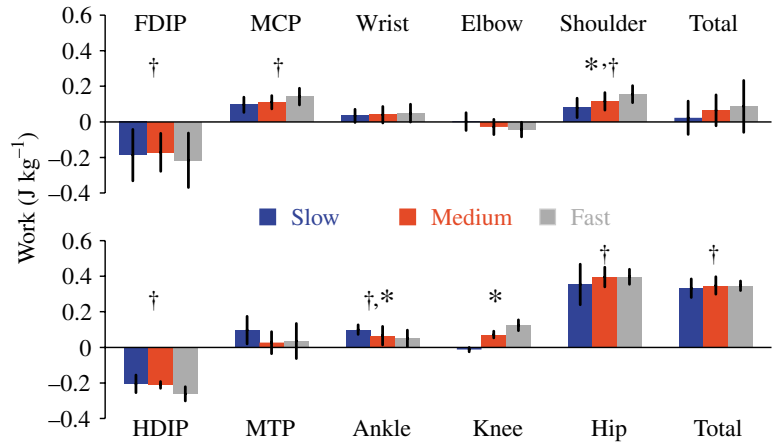 0.6
FDIP MCP Wrist Elbow Shoulder Total
0.4
† † *,†
0.2
0
−0.2
−0.4
Work (J kg⁻¹)
Slow Medium Fast
0.6
† †
0.4
† †,* *
0.2
0
−0.2
−0.4
HDIP MTP Ankle Knee Hip Total